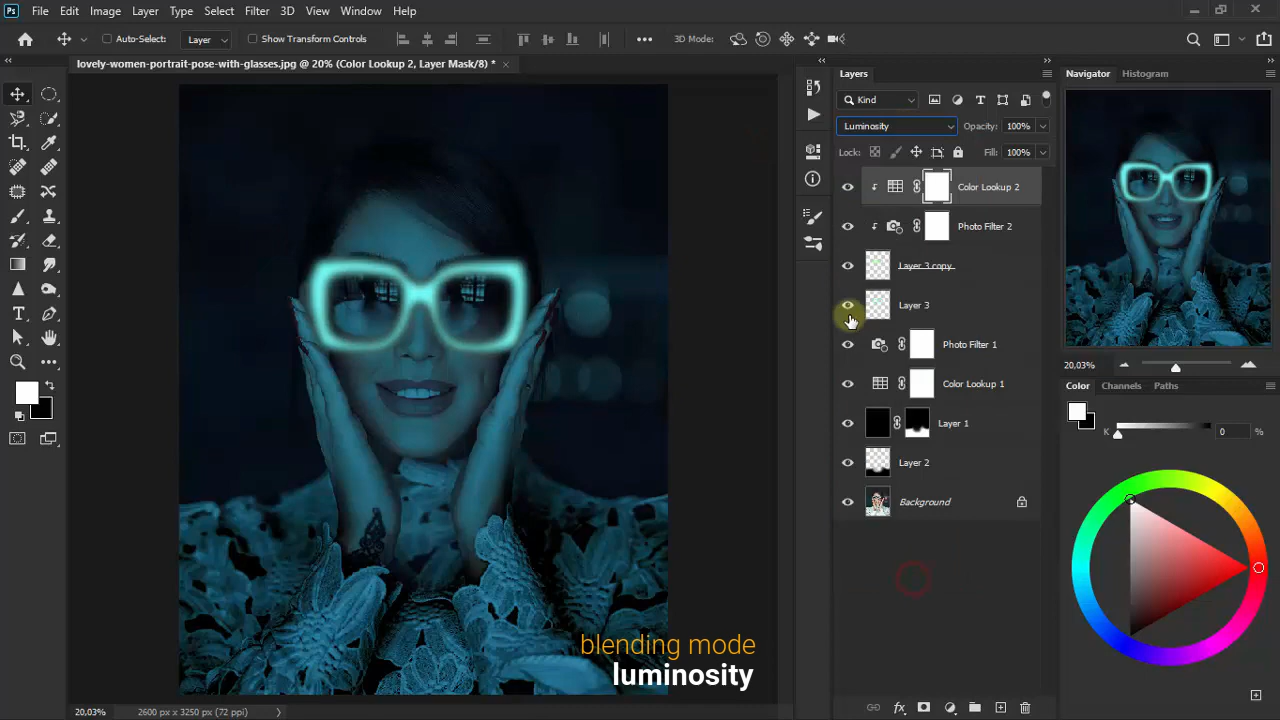 Ps File Edit Image Layer Type Select Filter 3D View Window Help
Auto-Select: Layer Show Transform Controls 3D Mode:
lovely-women-portrait-pose-with-glasses.jpg @ 20% (Color Lookup 2, Layer Mask/8) *
Layers
Kind
Luminosity Opacity: 100%
Lock: Fill: 100%
Color Lookup 2
Photo Filter 2
Layer 3 copy
Layer 3
Photo Filter 1
Color Lookup 1
Layer 1
Layer 2
Background
Navigator Histogram
20,03%
Color Channels Paths
K 0 %
blending mode
luminosity
20,03% 2600 px x 3250 px (72 ppi)